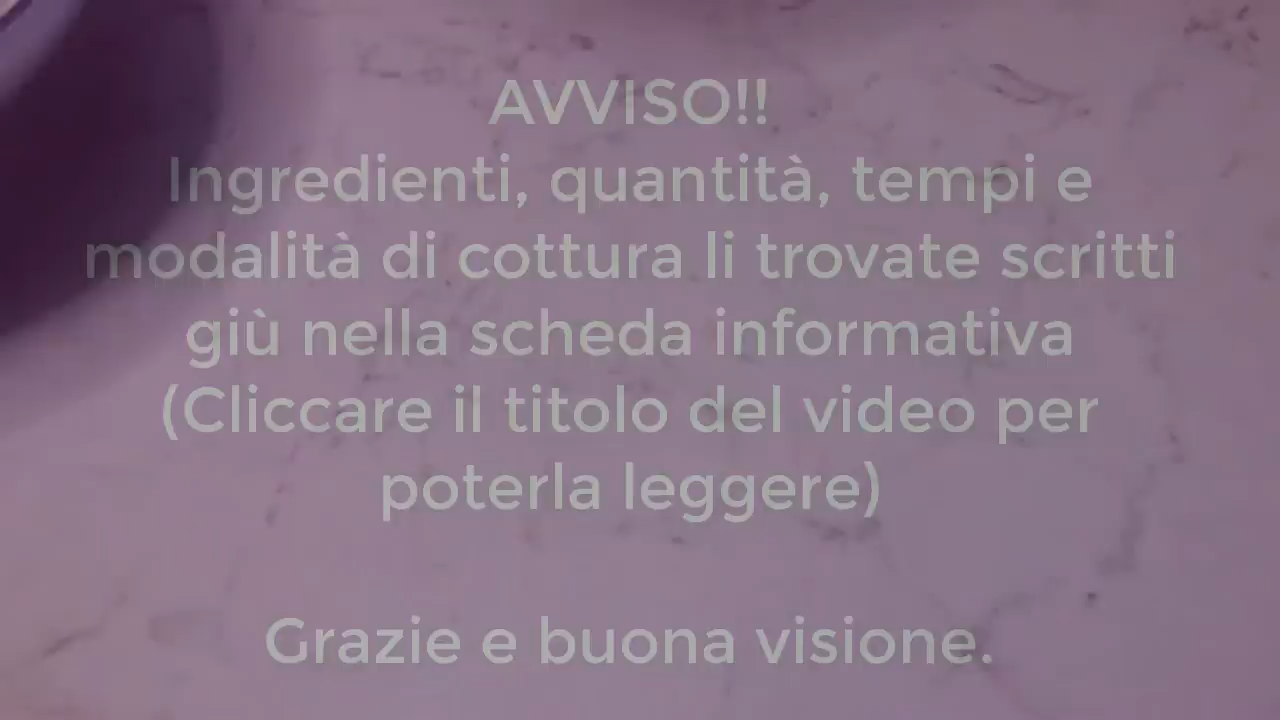 AVVISO!!
Ingredienti, quantità, tempi e
modalità di cottura li trovate scritti
giù nella scheda informativa
(Cliccare il titolo del video per
poterla leggere)
Grazie e buona visione.